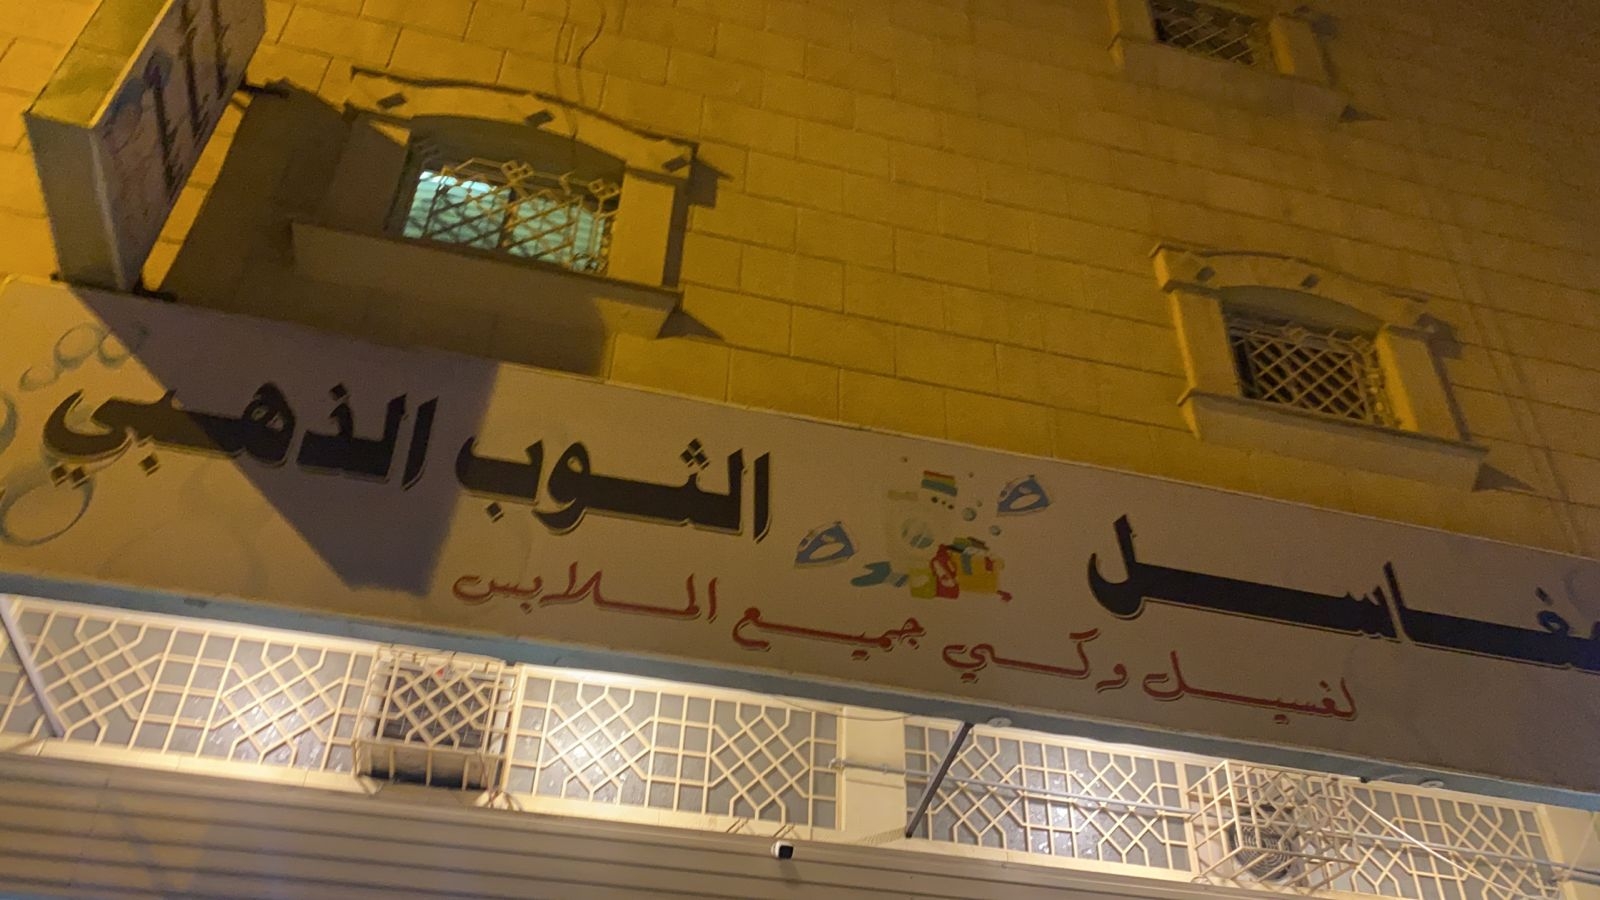 مغاسل الثوب الذهبي
لغسيل وكي جميع الملابس